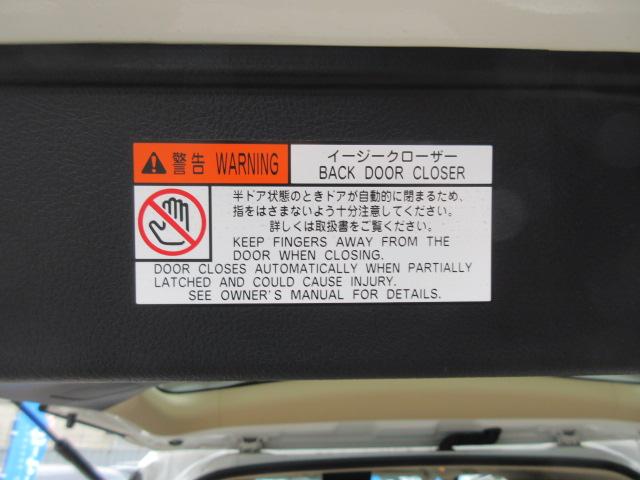 警告 WARNING
イージークローザー
BACK DOOR CLOSER
半ドア状態のときドアが自動的に閉まるため、
指をはさまないよう十分注意してください。
詳しくは取扱書をご覧ください。
KEEP FINGERS AWAY FROM THE
DOOR WHEN CLOSING.
DOOR CLOSES AUTOMATICALLY WHEN PARTIALLY
LATCHED AND COULD CAUSE INJURY.
SEE OWNER'S MANUAL FOR DETAILS.